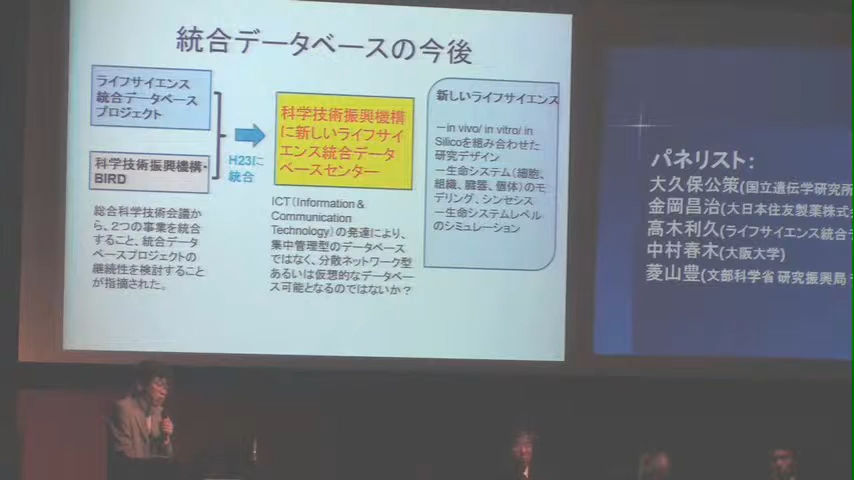 統合データベースの今後
ライフサイエンス
統合データベース
プロジェクト
科学技術振興機構・
BIRD
H23に
統合
総合科学技術会議か
ら、2つの事業を統合
すること、統合データ
ベースプロジェクトの
継続性を検討すること
が指摘された。
科学技術振興機構
に新しいライフサイ
エンス統合データ
ベースセンター
ICT（Information＆
Communication
Technology）の発達により、
集中管理型のデータベース
ではなく、分散ネットワーク型
あるいは仮想的なデータベー
ス可能となるのではないか？
新しいライフサイエンス
－in vivo/ in vitro/ in
Silicoを組み合わせた
研究デザイン
－生命システム（細胞、
組織、臓器、個体）のモ
デリング、シンセシス
－生命システムレベル
のシミュレーション
パネリスト：
大久保公策(国立遺伝学研究所
金岡昌治(大日本住友製薬株式会
高木利久(ライフサイエンス統合
中村春木(大阪大学)
菱山豊(文部科学省 研究振興局